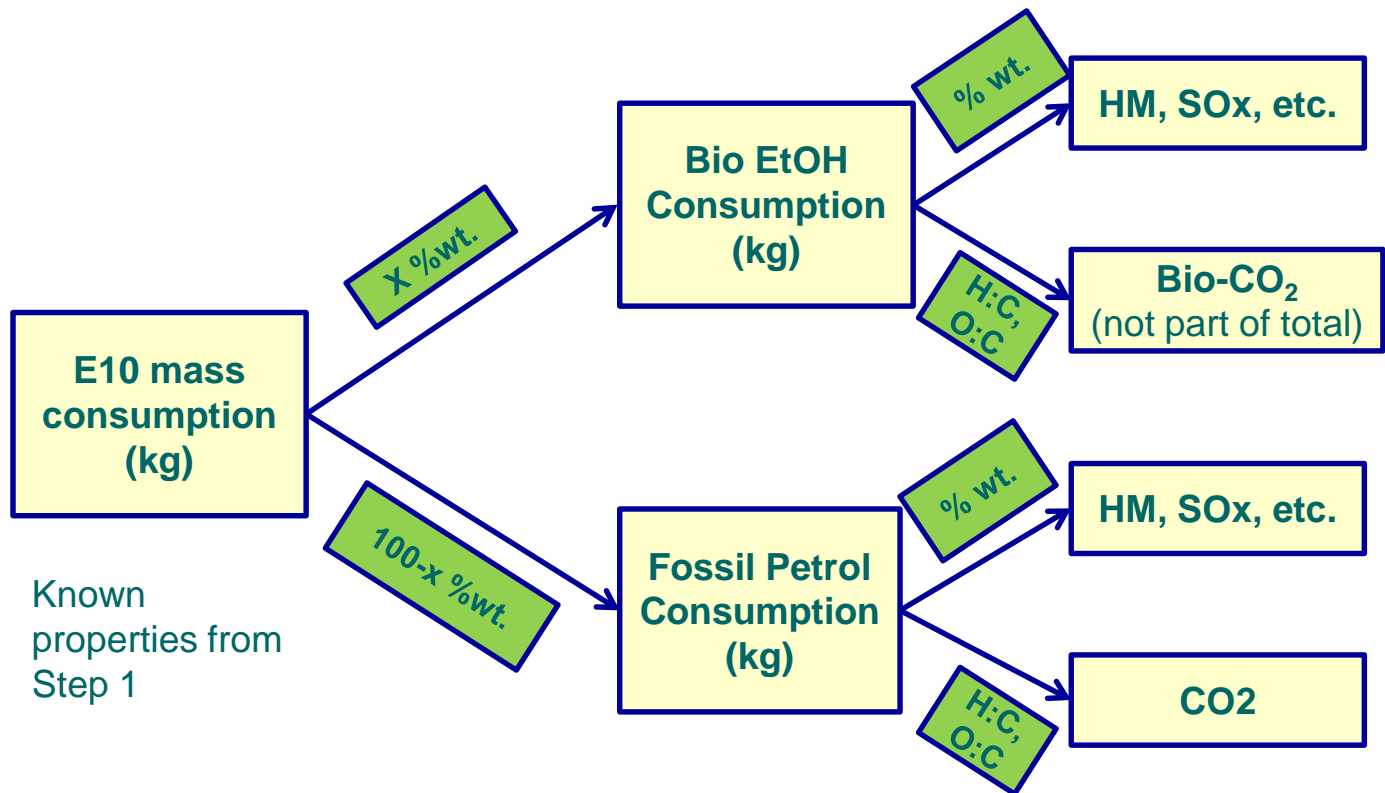 E10 mass
consumption
(kg)
Known
properties from
Step 1
X %wt.
100-x %wt.
Bio EtOH
Consumption
(kg)
% wt.
HM, SOx, etc.
H:C,
O:C
Bio-CO₂
(not part of total)
Fossil Petrol
Consumption
(kg)
% wt.
HM, SOx, etc.
H:C,
O:C
CO2